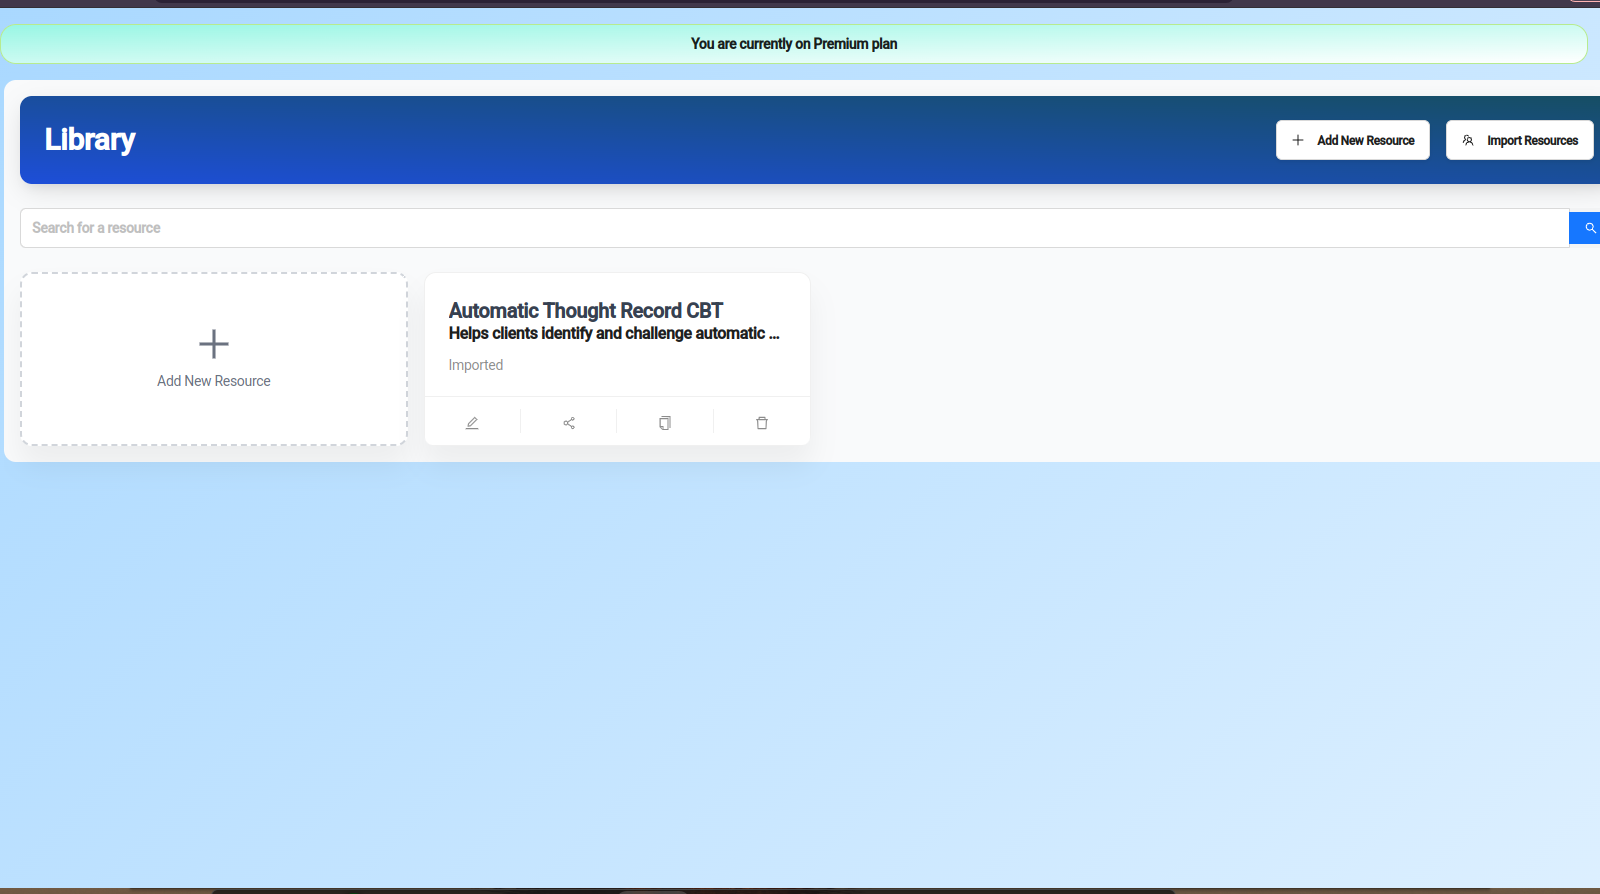 You are currently on Premium plan
Library
Add New Resource
Import Resources
Search for a resource
Add New Resource
Automatic Thought Record CBT
Helps clients identify and challenge automatic ...
Imported